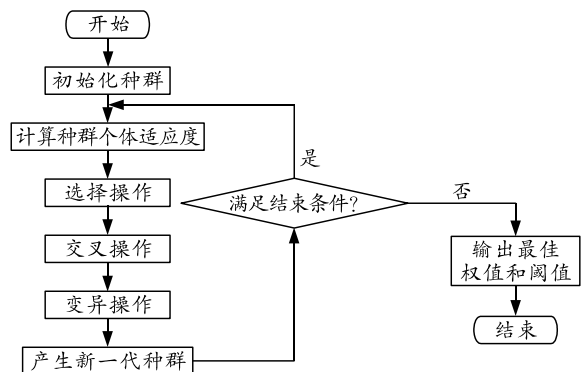 开始
初始化种群
计算种群个体适应度
选择操作
交叉操作
变异操作
产生新一代种群
满足结束条件?
是
否
输出最佳
权值和阈值
结束